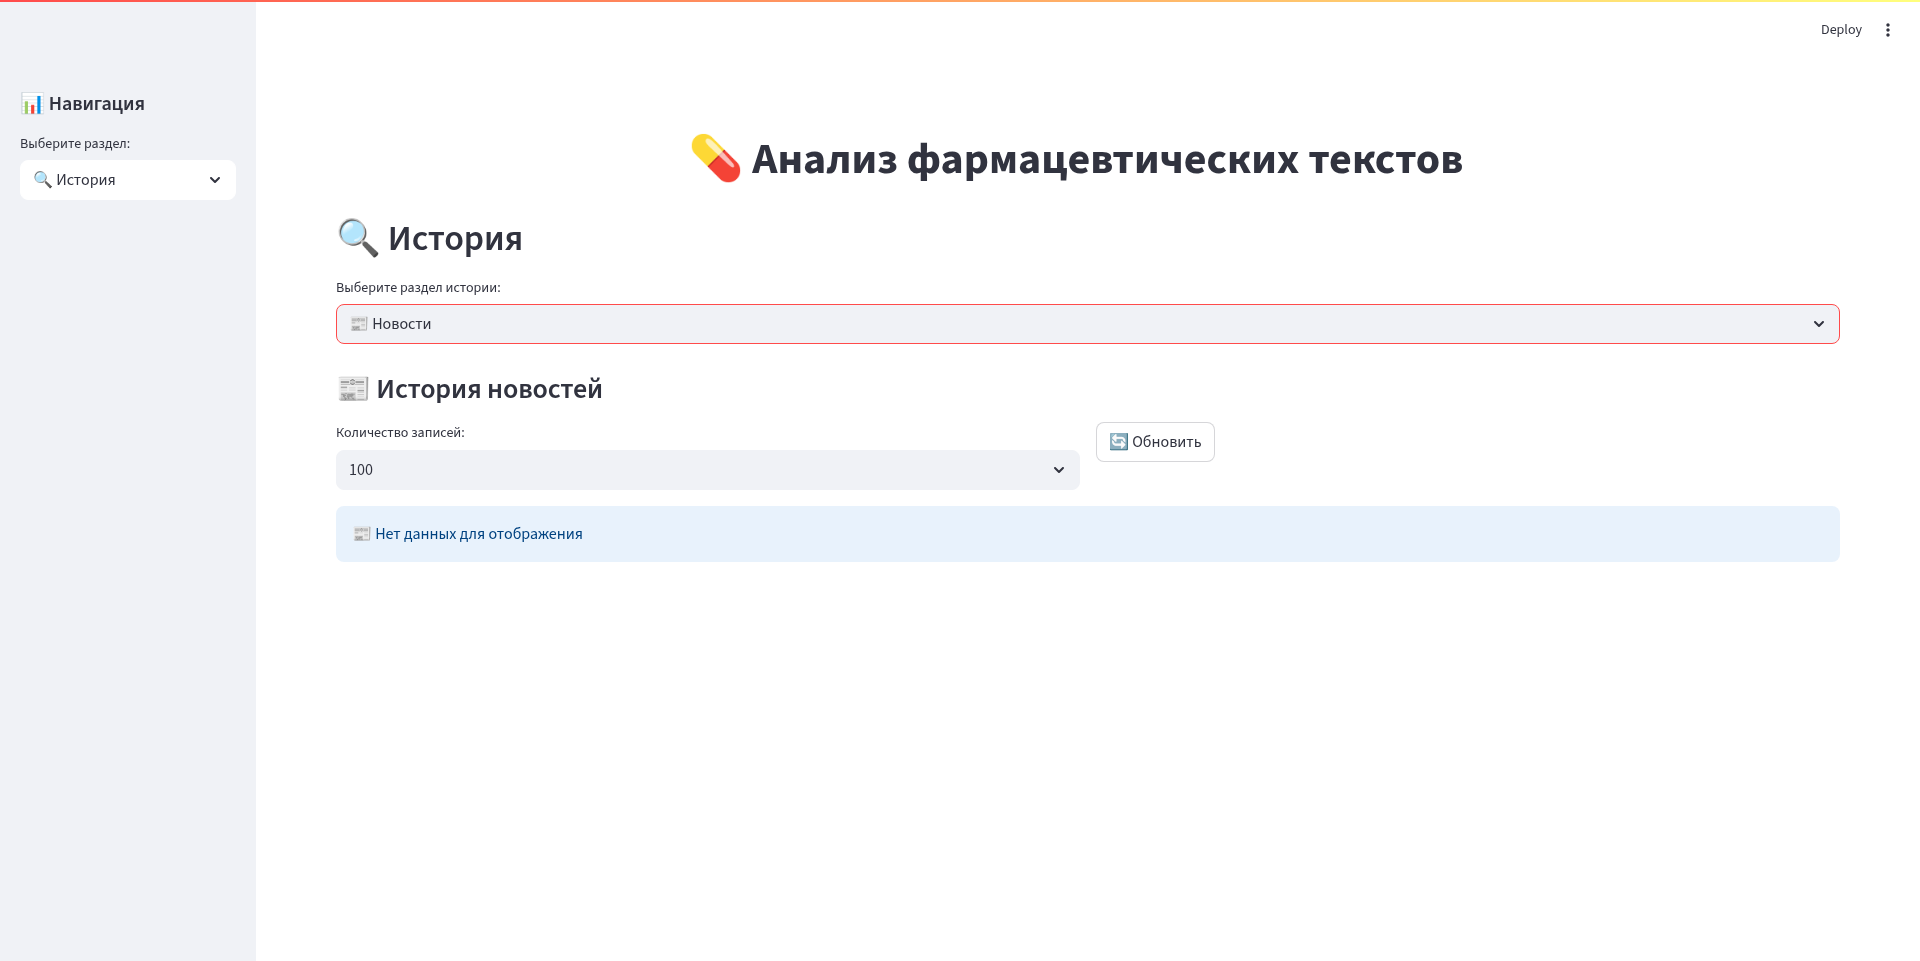 Deploy
📊 Навигация
Выберите раздел:
🔍 История
💊 Анализ фармацевтических текстов
🔍 История
Выберите раздел истории:
📰 Новости
📰 История новостей
Количество записей:
🔄 Обновить
100
📰 Нет данных для отображения